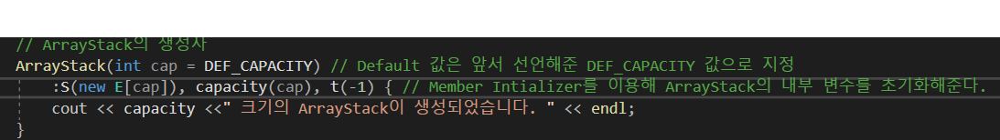 // ArrayStack의 생성자
ArrayStack(int cap = DEF_CAPACITY) // Default 값은 앞서 선언해준 DEF_CAPACITY 값으로 지정
:S(new E[cap]), capacity(cap), t(-1) { // Member Intializer를 이용해 ArrayStack의 내부 변수를 초기화해준다.
cout << capacity <<" 크기의 ArrayStack이 생성되었습니다. " << endl;
}